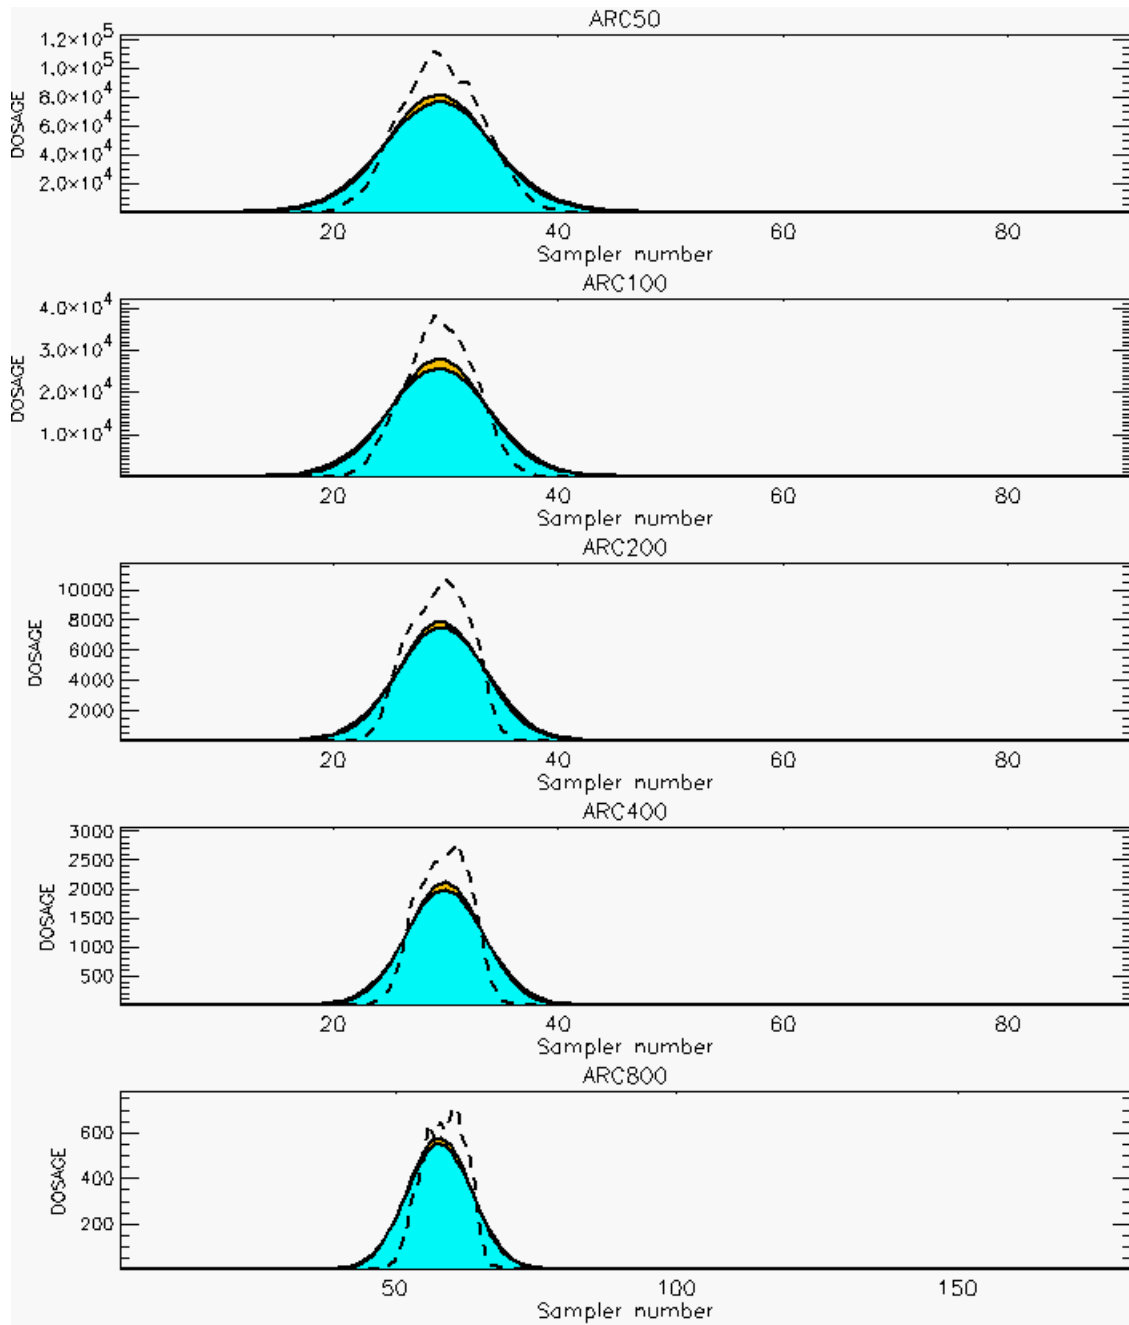 ARC50
DOSAGE
1.2×10^5
1.0×10^5
8.0×10^4
6.0×10^4
4.0×10^4
2.0×10^4
20 40 60 80
Sampler number
ARC100
DOSAGE
4.0×10^4
3.0×10^4
2.0×10^4
1.0×10^4
20 40 60 80
Sampler number
ARC200
DOSAGE
10000
8000
6000
4000
2000
20 40 60 80
Sampler number
ARC400
DOSAGE
3000
2500
2000
1500
1000
500
20 40 60 80
Sampler number
ARC800
DOSAGE
600
400
200
50 100 150
Sampler number